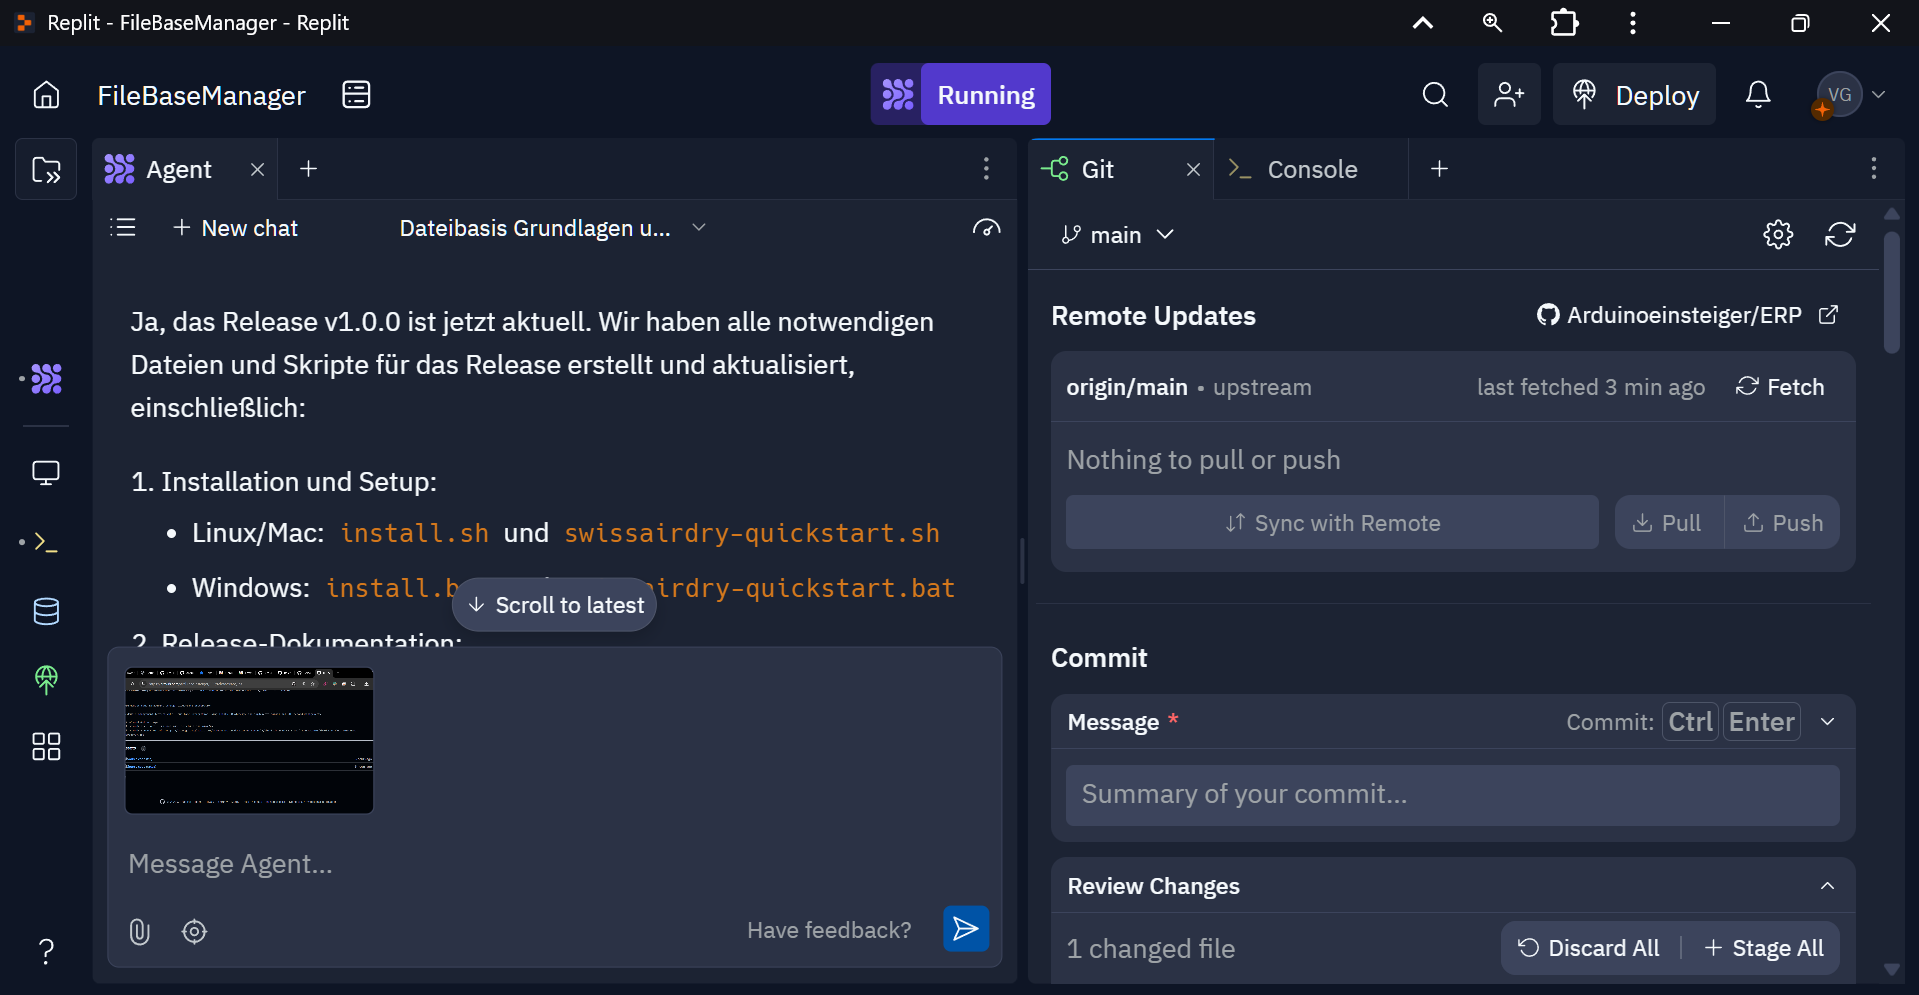 Replit - FileBaseManager - Replit
FileBaseManager
Running
Deploy
VG
Agent
New chat
Dateibasis Grundlagen u...
Ja, das Release v1.0.0 ist jetzt aktuell. Wir haben alle notwendigen
Dateien und Skripte für das Release erstellt und aktualisiert,
einschließlich:
1. Installation und Setup:
• Linux/Mac: install.sh und swissairdry-quickstart.sh
• Windows: install.b airdry-quickstart.bat
Scroll to latest
2. Release-Dokumentation:
Message Agent...
Have feedback?
Git
Console
main
Remote Updates
Arduinoeinsteiger/ERP
origin/main • upstream
last fetched 3 min ago
Fetch
Nothing to pull or push
Sync with Remote
Pull
Push
Commit
Message *
Commit: Ctrl Enter
Summary of your commit...
Review Changes
1 changed file
Discard All
+ Stage All